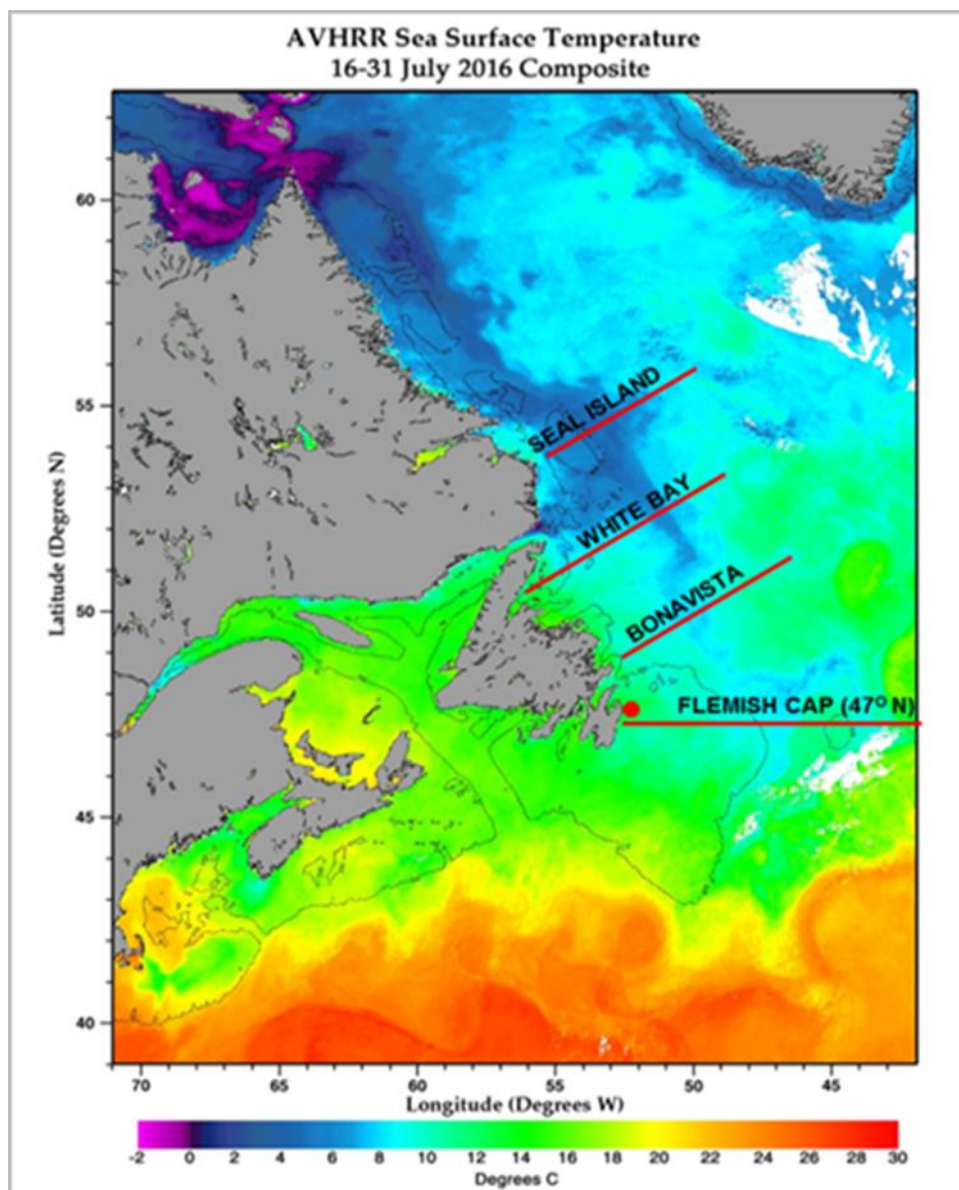 AVHRR Sea Surface Temperature
16-31 July 2016 Composite
60
55
50
45
40
Latitude (Degrees N)
SEAL ISLAND
WHITE BAY
BONAVISTA
FLEMISH CAP (47° N)
70 65 60 55 50 45
Longitude (Degrees W)
-2 0 2 4 6 8 10 12 14 16 18 20 22 24 26 28 30
Degrees C